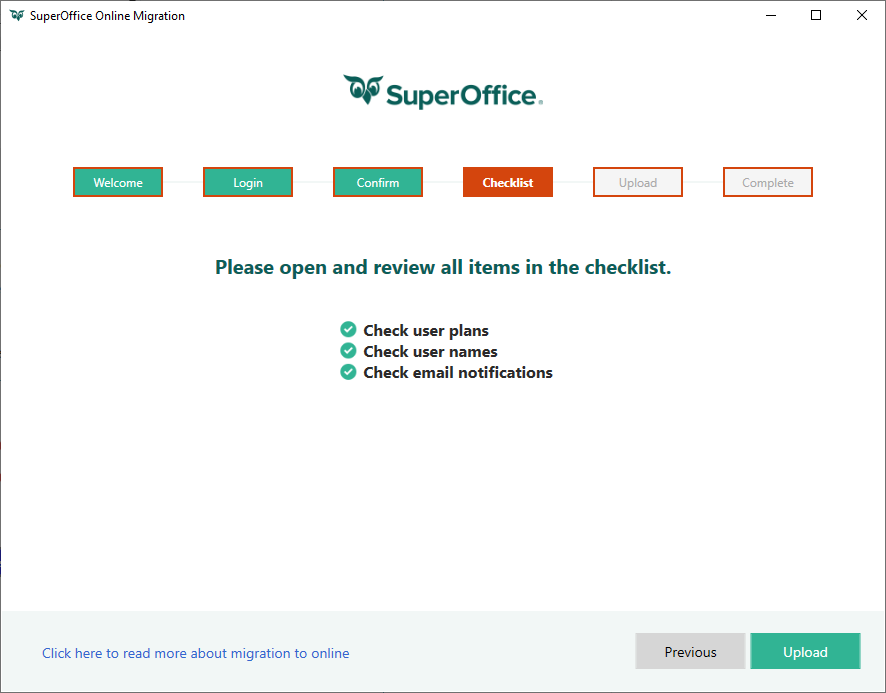 SuperOffice Online Migration
SuperOffice®
Welcome
Login
Confirm
Checklist
Upload
Complete
Please open and review all items in the checklist.
Check user plans
Check user names
Check email notifications
Click here to read more about migration to online
Previous
Upload